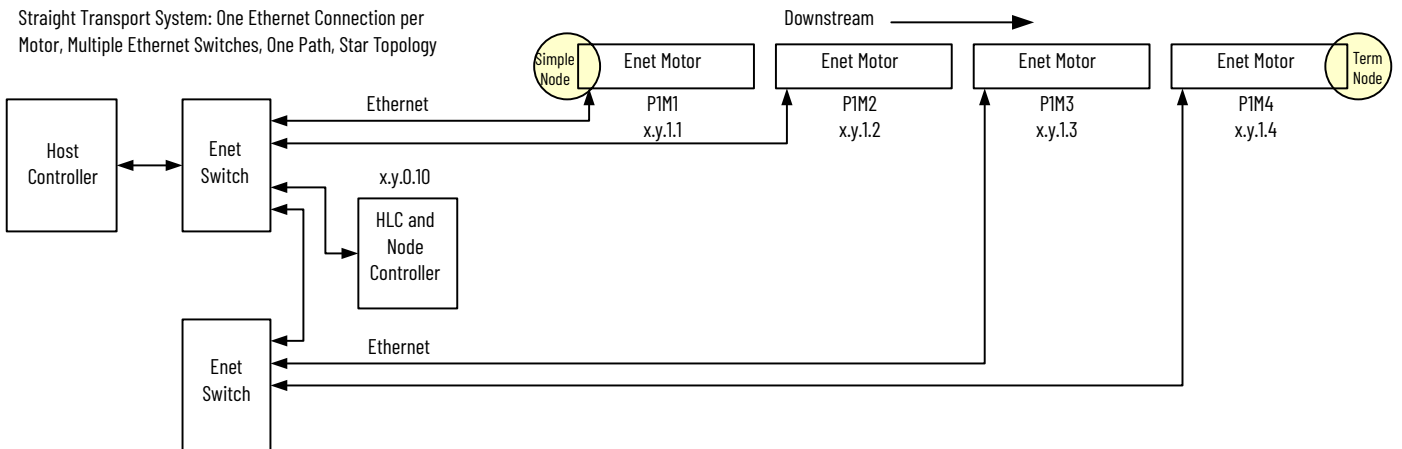 Straight Transport System: One Ethernet Connection per
Motor, Multiple Ethernet Switches, One Path, Star Topology
Downstream
Simple
Node
Enet Motor
Enet Motor
Enet Motor
Enet Motor
Term
Node
P1M1
x.y.1.1
P1M2
x.y.1.2
P1M3
x.y.1.3
P1M4
x.y.1.4
Ethernet
Host
Controller
Enet
Switch
x.y.0.10
HLC and
Node
Controller
Ethernet
Enet
Switch